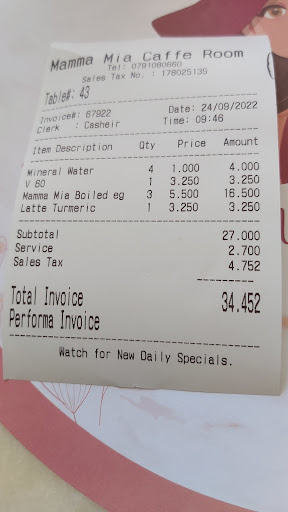 Mamma Mia Caffe Room
Tel: 0791080660
Sales Tax No. : 178025135
Table#: 43
Invoice#: 67922 Date: 24/09/2022
Clerk : Casheir Time: 09:46
Item Description Qty Price Amount
Mineral Water 4 1.000 4.000
V 60 1 3.250 3.250
Mamma Mia Boiled eg 3 5.500 16.500
Latte Turmeric 1 3.250 3.250
Subtotal 27.000
Service 2.700
Sales Tax 4.752
Total Invoice 34.452
Performa Invoice
Watch for New Daily Specials.